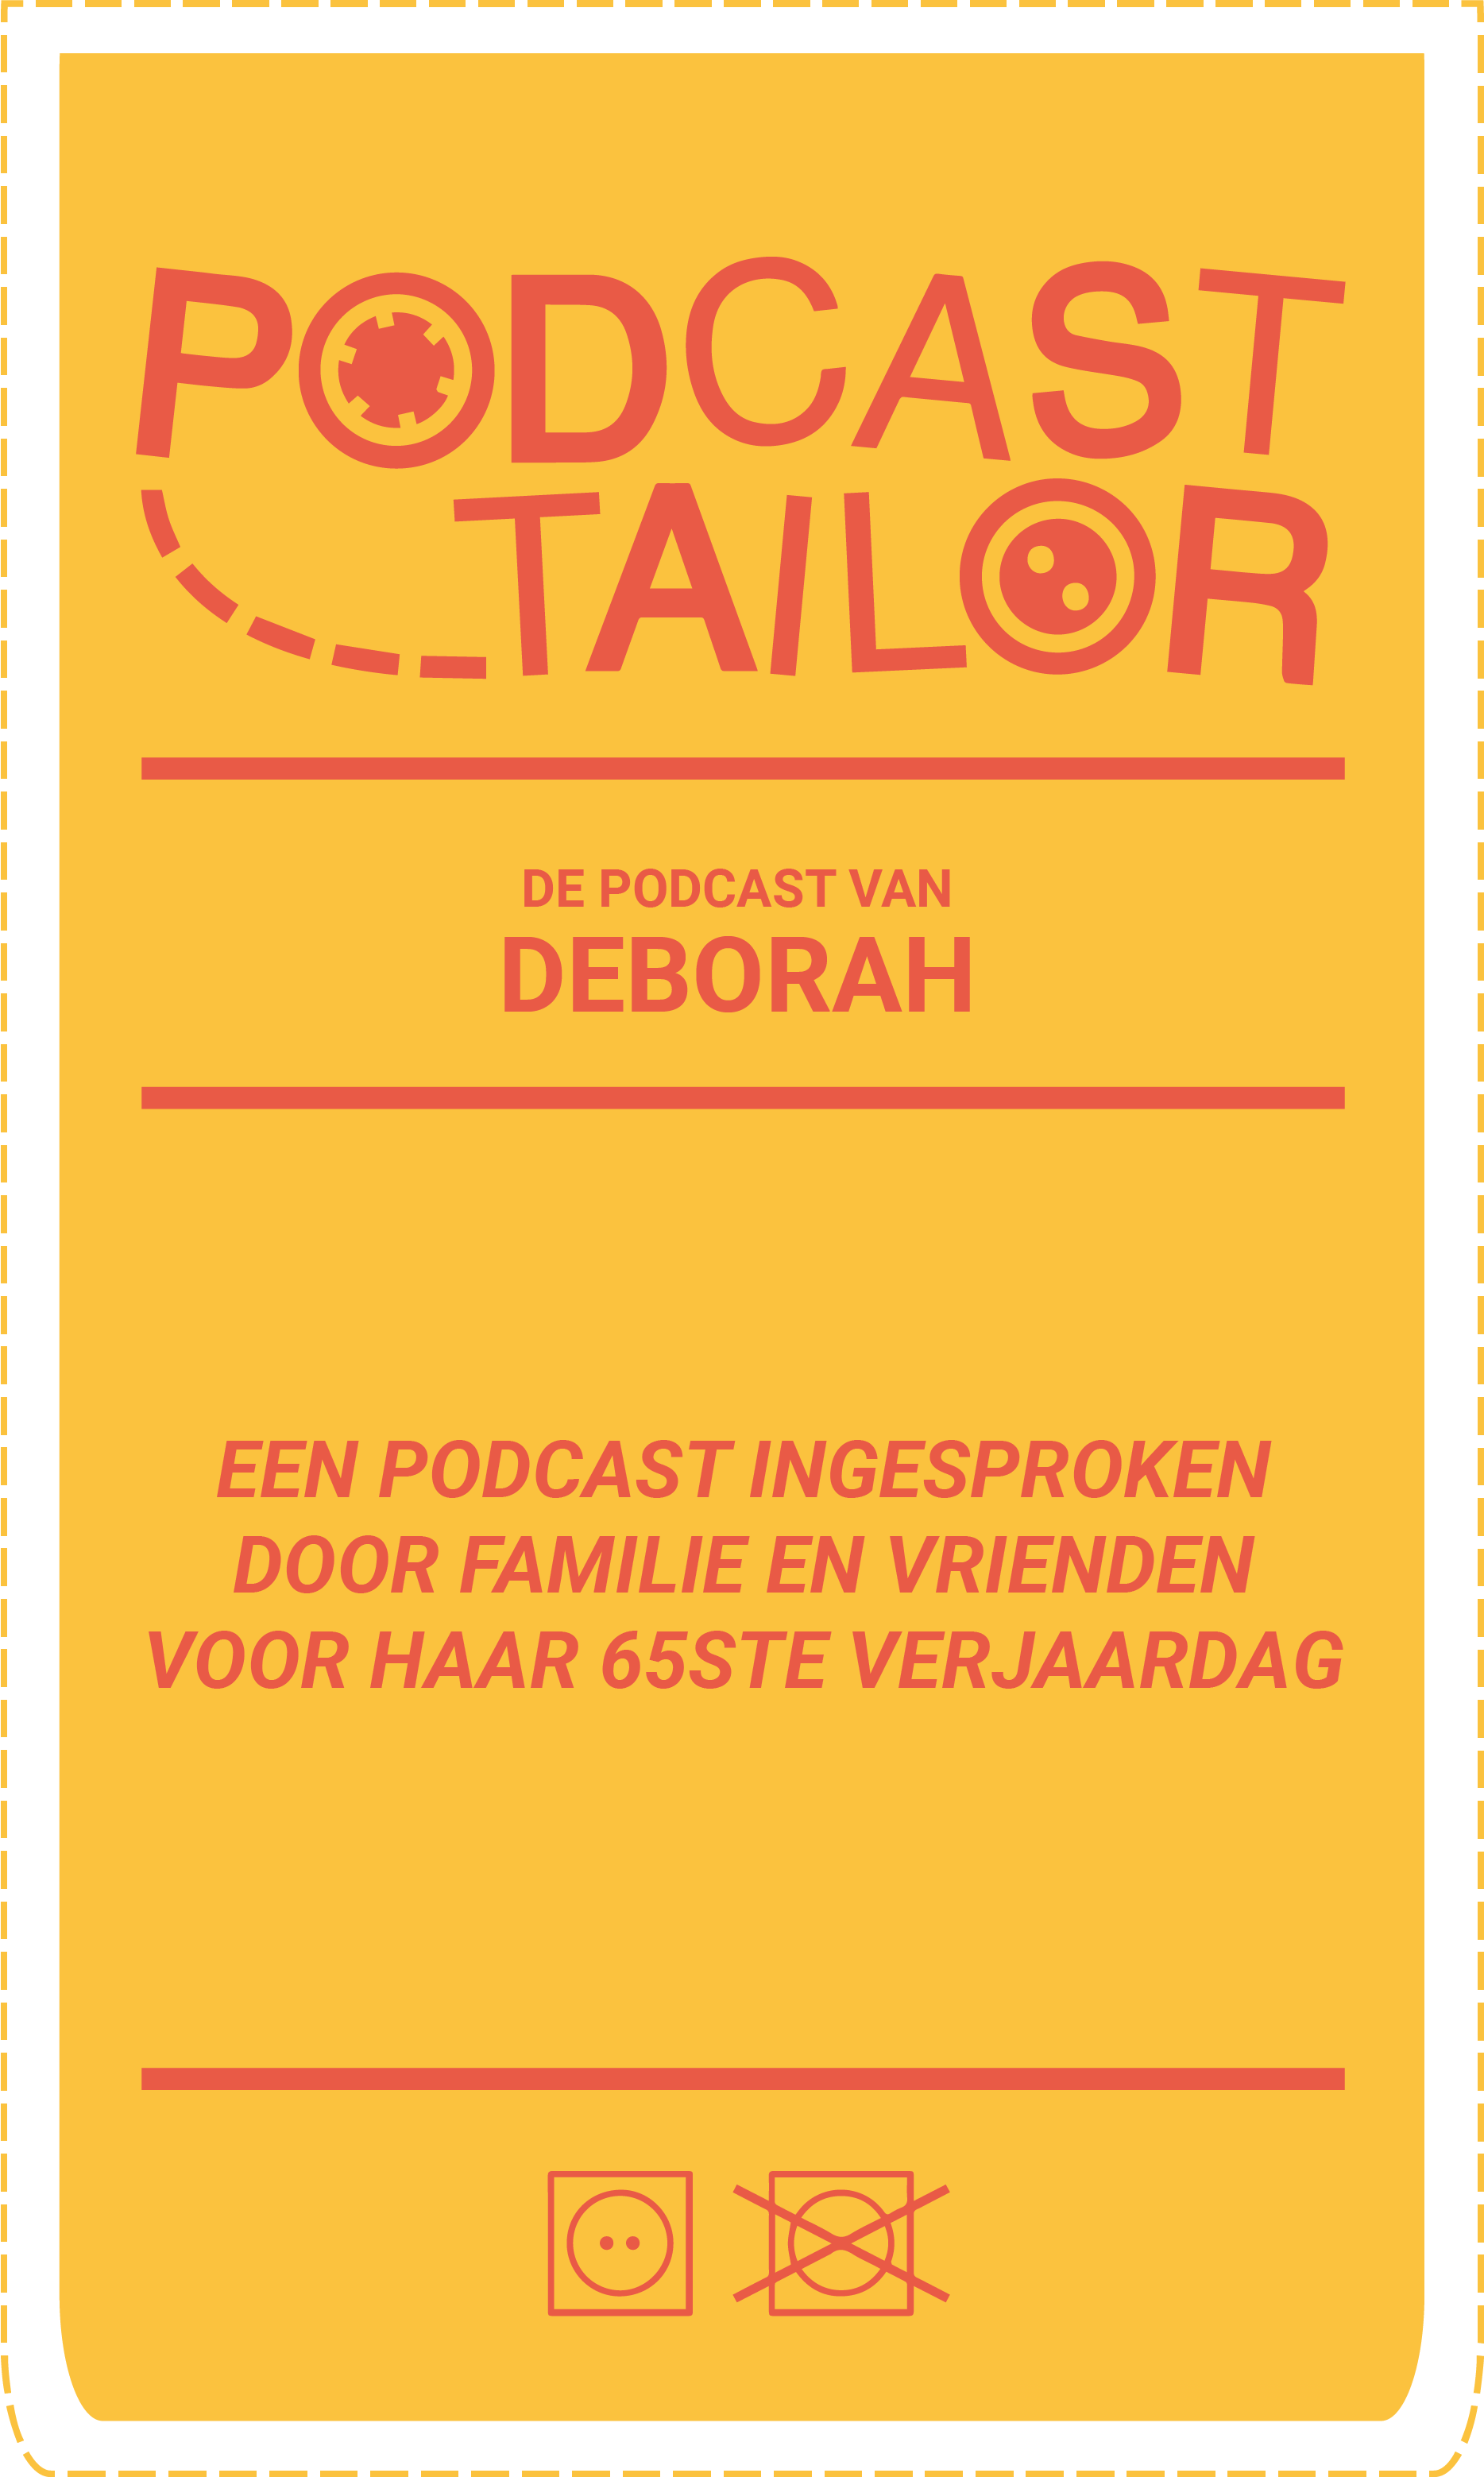 PODCAST
TAILOR
DE PODCAST VAN
DEBORAH
EEN PODCAST INGESPROKEN
DOOR FAMILIE EN VRIENDEN
VOOR HAAR 65STE VERJAARDAG